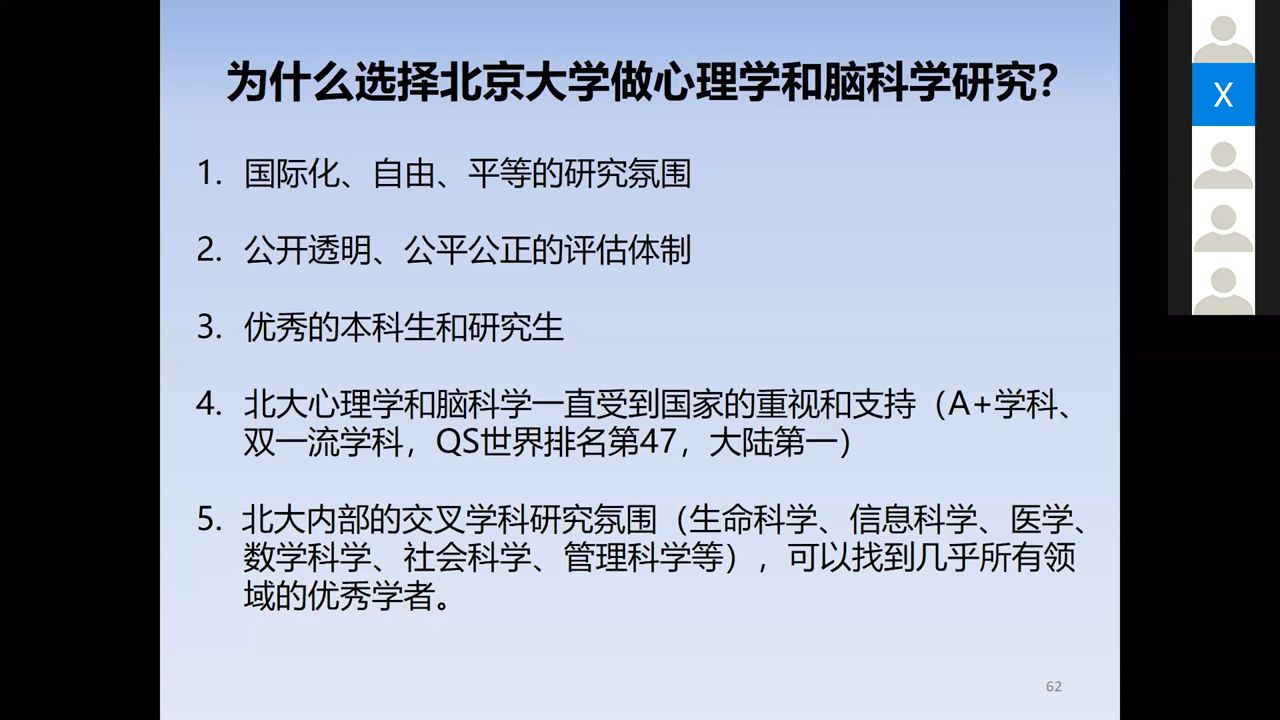 为什么选择北京大学做心理学和脑科学研究?
1. 国际化、自由、平等的研究氛围
2. 公开透明、公平公正的评估体制
3. 优秀的本科生和研究生
4. 北大心理学和脑科学一直受到国家的重视和支持（A+学科、
双一流学科，QS世界排名第47，大陆第一）
5. 北大内部的交叉学科研究氛围（生命科学、信息科学、医学、
数学科学、社会科学、管理科学等），可以找到几乎所有领
域的优秀学者。
62
X